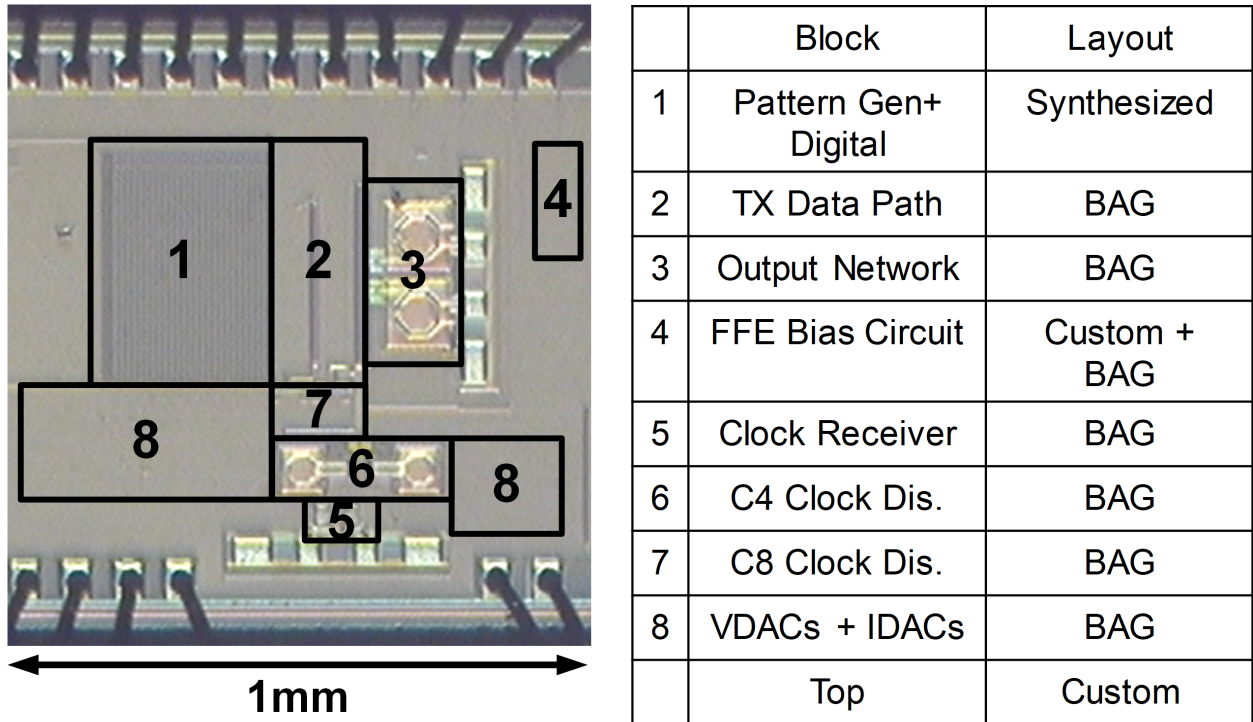 1
2
3
4
5
6
7
8
8
1mm
Block Layout
1 Pattern Gen+ Synthesized
Digital
2 TX Data Path BAG
3 Output Network BAG
4 FFE Bias Circuit Custom +
BAG
5 Clock Receiver BAG
6 C4 Clock Dis. BAG
7 C8 Clock Dis. BAG
8 VDACs + IDACs BAG
Top Custom